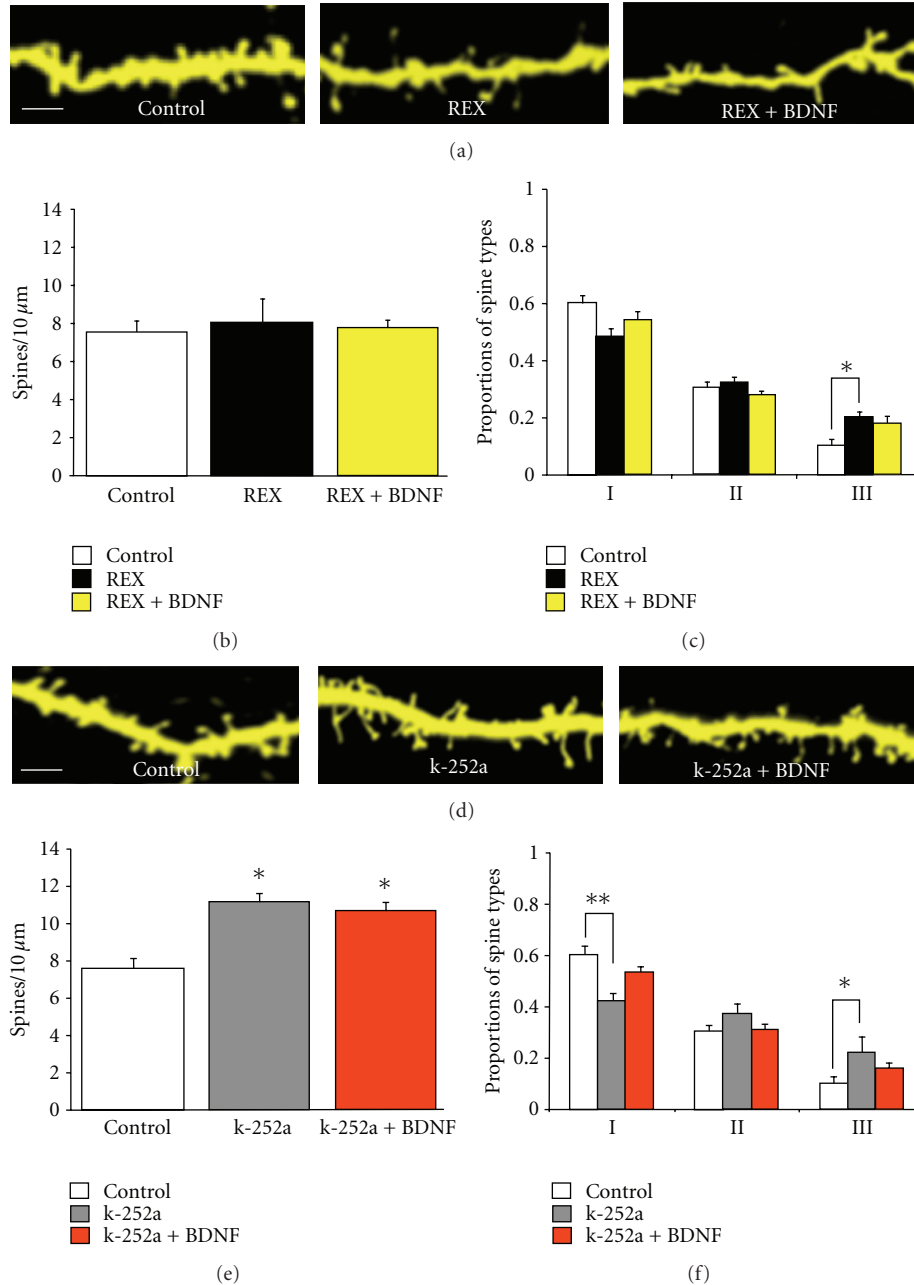 Control
REX
REX + BDNF
(a)
Spines/10 μm
14
12
10
8
6
4
2
0
Control
REX
REX + BDNF
Control
REX
REX + BDNF
(b)
Proportions of spine types
1
0.8
0.6
0.4
0.2
0
*
I
II
III
Control
REX
REX + BDNF
(c)
Control
k-252a
k-252a + BDNF
(d)
Spines/10 μm
14
12
10
8
6
4
2
0
*
*
Control
k-252a
k-252a + BDNF
Control
k-252a
k-252a + BDNF
(e)
Proportions of spine types
1
0.8
0.6
0.4
0.2
0
**
*
I
II
III
Control
k-252a
k-252a + BDNF
(f)